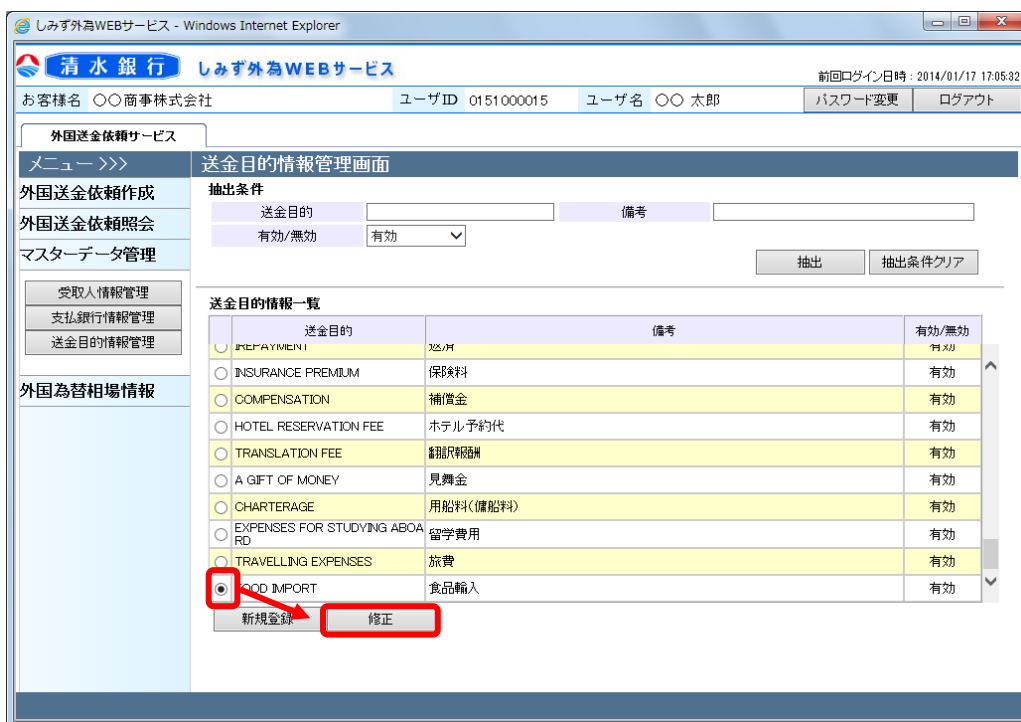 しみず外為WEBサービス - Windows Internet Explorer
清水銀行 しみず外為WEBサービス
前回ログイン日時：2014/01/17 17:05:32
お客様名 〇〇商事株式会社 ユーザID 0151000015 ユーザ名 〇〇 太郎 パスワード変更 ログアウト
外国送金依頼サービス
メニュー >>> 送金目的情報管理画面
外国送金依頼作成
外国送金依頼照会
マスターデータ管理
受取人情報管理
支払銀行情報管理
送金目的情報管理
外国為替相場情報
抽出条件
送金目的 備考
有効/無効 有効
抽出 抽出条件クリア
送金目的情報一覧
送金目的 備考 有効/無効
REPAYMENT 返済 有効
INSURANCE PREMIUM 保険料 有効
COMPENSATION 補償金 有効
HOTEL RESERVATION FEE ホテル予約代 有効
TRANSLATION FEE 翻訳報酬 有効
A GIFT OF MONEY 見舞金 有効
CHARTERAGE 用船料(傭船料) 有効
EXPENSES FOR STUDYING ABOA
RD 留学費用 有効
TRAVELLING EXPENSES 旅費 有効
FOOD IMPORT 食品輸入 有効
新規登録 修正